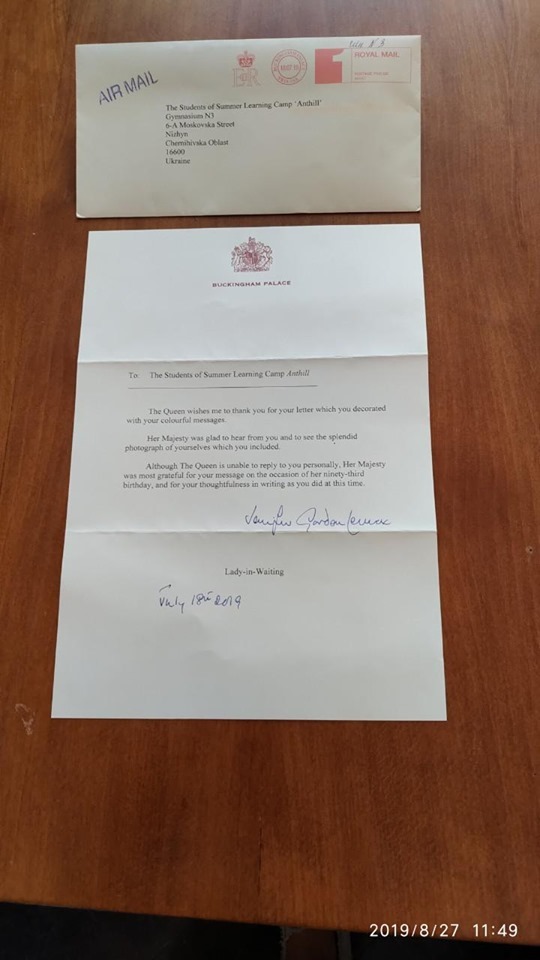 AIR MAIL
E II R
ROYAL MAIL
The Students of Summer Learning Camp 'Anthill'
Gymnasium N3
6-A Moskovska Street
Nizhyn
Chernihivska Oblast
16600
Ukraine
BUCKINGHAM PALACE
To: The Students of Summer Learning Camp Anthill
The Queen wishes me to thank you for your letter which you decorated
with your colourful messages.
Her Majesty was glad to hear from you and to see the splendid
photograph of yourselves which you included.
Although The Queen is unable to reply to you personally, Her Majesty
was most grateful for your message on the occasion of her ninety-third
birthday, and for your thoughtfulness in writing as you did at this time.
Jennifer Gordon Lennox
Lady-in-Waiting
July 18th 2019
2019/8/27 11:49